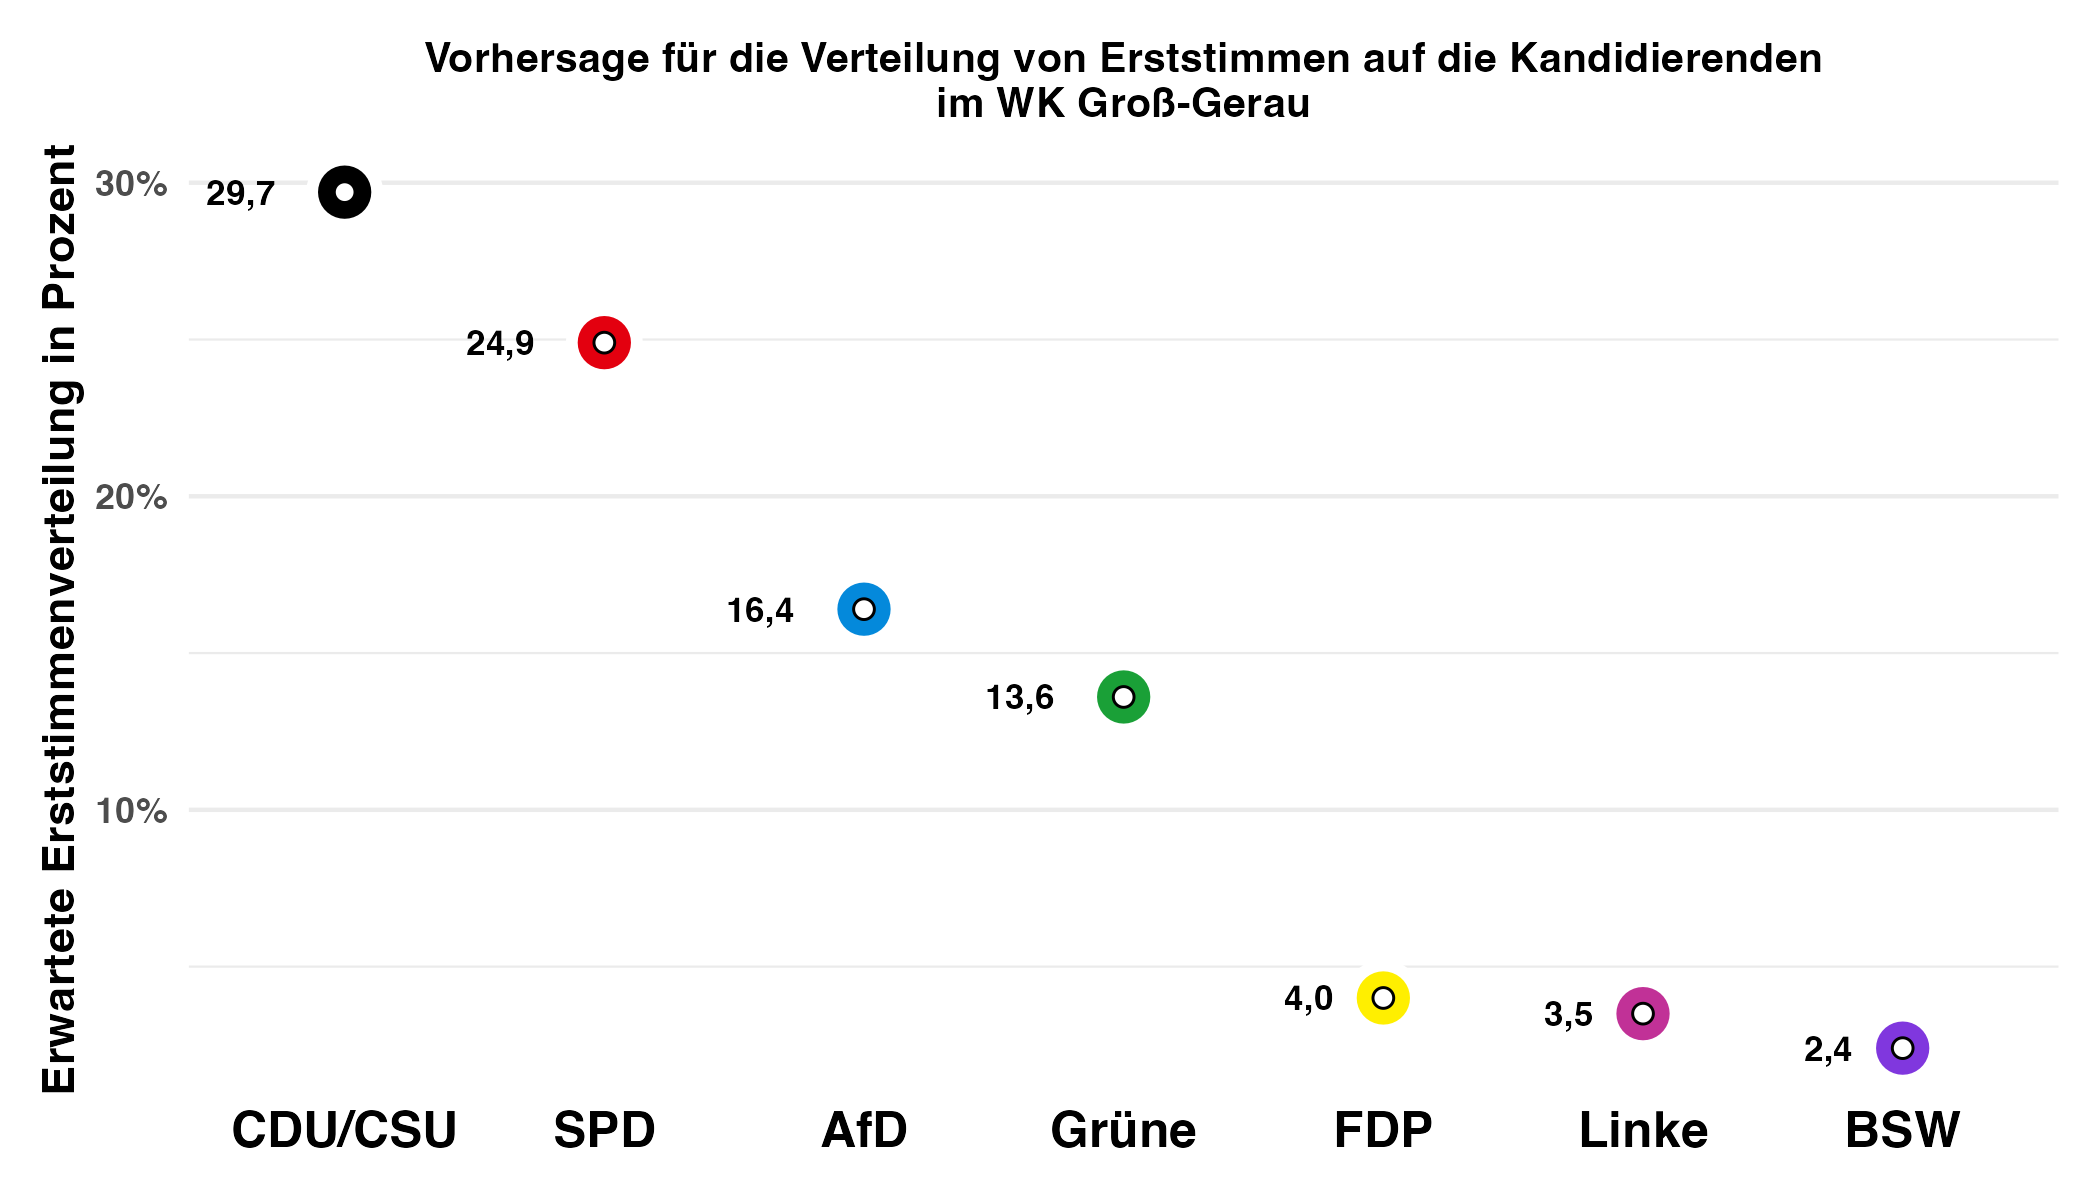 Vorhersage für die Verteilung von Erststimmen auf die Kandidierenden
im WK Groß-Gerau
Erwartete Erststimmenverteilung in Prozent
30%
20%
10%
29,7
24,9
16,4
13,6
4,0
3,5
2,4
CDU/CSU
SPD
AfD
Grüne
FDP
Linke
BSW